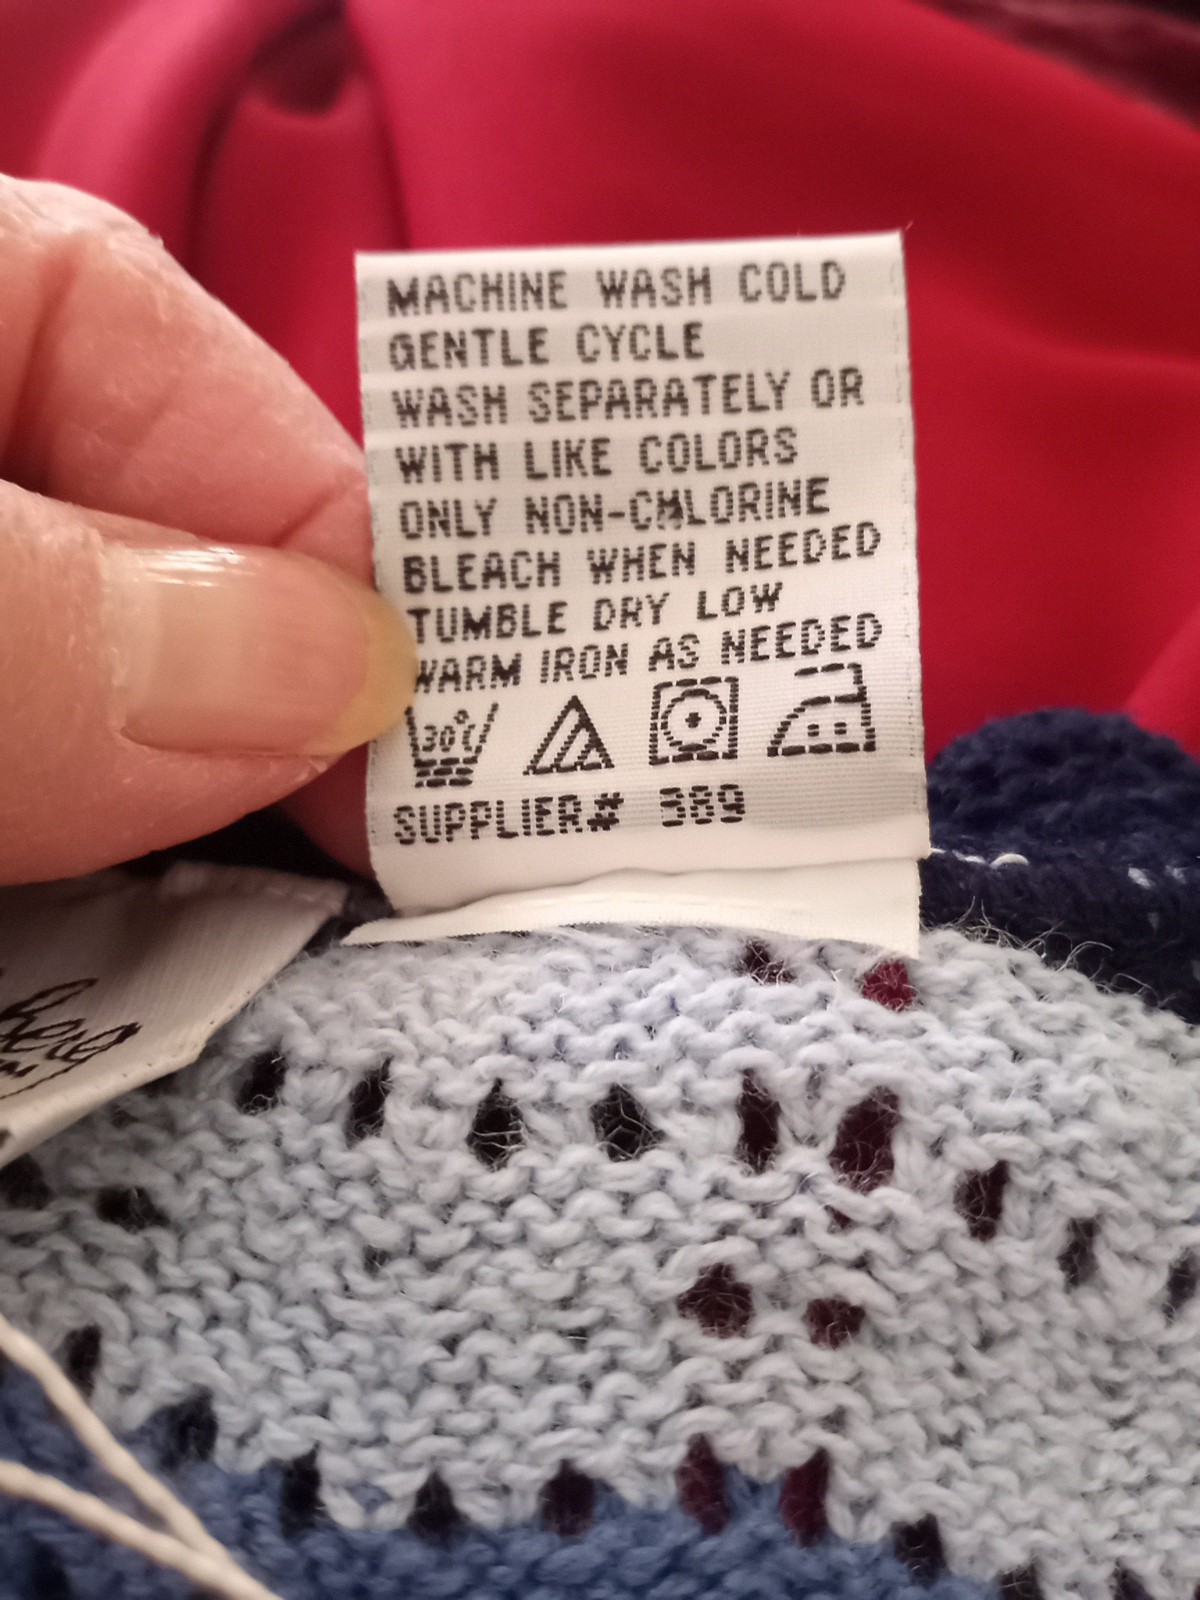 MACHINE WASH COLD
GENTLE CYCLE
WASH SEPARATELY OR
WITH LIKE COLORS
ONLY NON-CHLORINE
BLEACH WHEN NEEDED
TUMBLE DRY LOW
WARM IRON AS NEEDED
30°C
SUPPLIER# 389